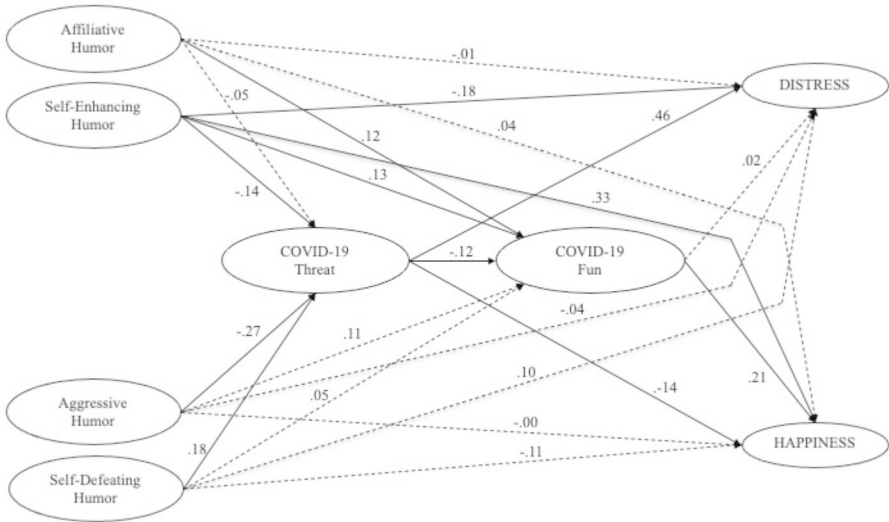 Affiliative
Humor
-.01
DISTRESS
-.18
Self-Enhancing
Humor
-.05
.12
.04
.46
.02
.13
-.14
.33
COVID-19
Threat
-.12
COVID-19
Fun
-.27
.11
-.04
.10
.05
-.14
.21
Aggressive
Humor
-.00
HAPPINESS
.18
-.11
Self-Defeating
Humor